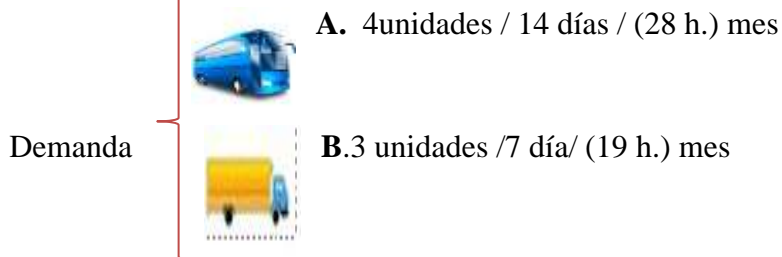 A. 4unidades / 14 días / (28 h.) mes
Demanda
B.3 unidades /7 día/ (19 h.) mes